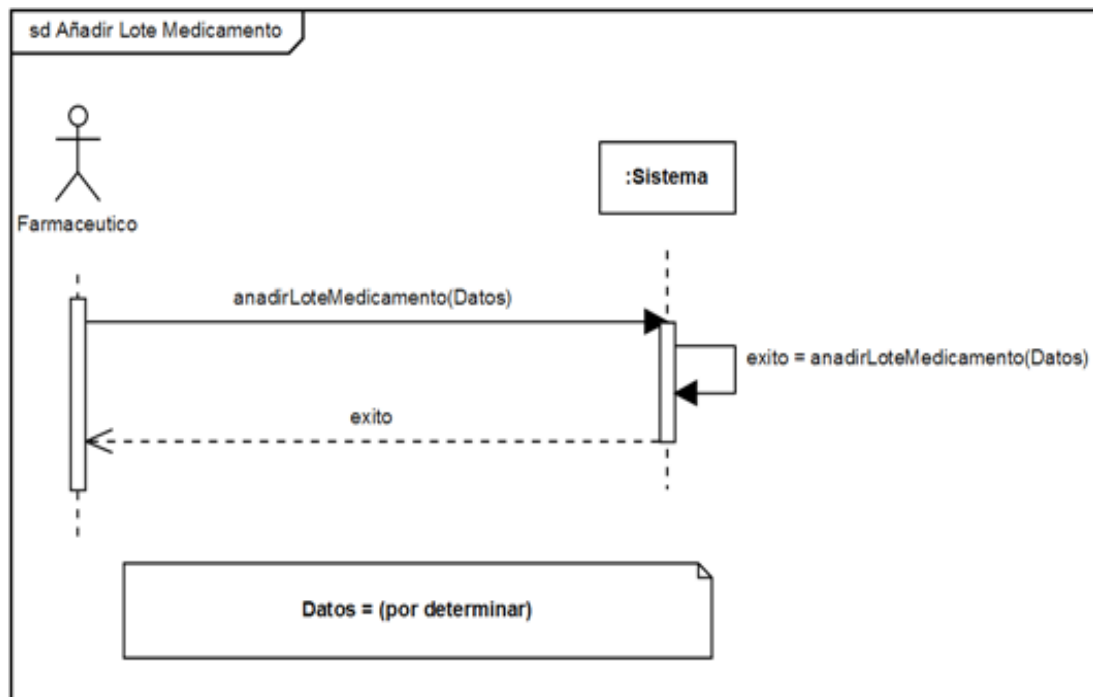 sd Añadir Lote Medicamento
:Sistema
Farmaceutico
anadirLoteMedicamento(Datos)
exito = anadirLoteMedicamento(Datos)
exito
Datos = (por determinar)